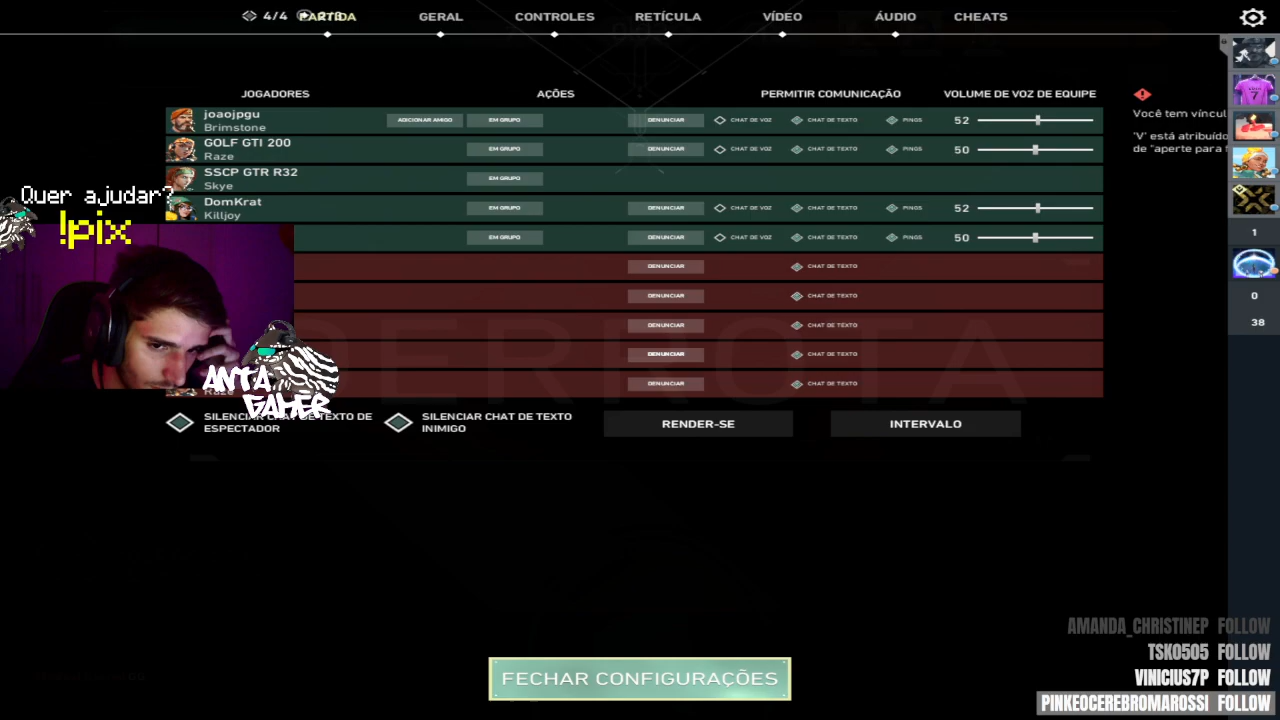 4/4
PARTIDA
GERAL
CONTROLES
RETÍCULA
VÍDEO
ÁUDIO
CHEATS
JOGADORES
AÇÕES
PERMITIR COMUNICAÇÃO
VOLUME DE VOZ DE EQUIPE
joaojpgu
Brimstone
ADICIONAR AMIGO
EM GRUPO
DENUNCIAR
CHAT DE VOZ
CHAT DE TEXTO
PINGS
52
Você tem víncul
GOLF GTI 200
Raze
EM GRUPO
DENUNCIAR
CHAT DE VOZ
CHAT DE TEXTO
PINGS
50
'V' está atribuído
de "aperte para f
SSCP GTR R32
Skye
EM GRUPO
DomKrat
Killjoy
EM GRUPO
DENUNCIAR
CHAT DE VOZ
CHAT DE TEXTO
PINGS
52
EM GRUPO
DENUNCIAR
CHAT DE VOZ
CHAT DE TEXTO
PINGS
50
DENUNCIAR
CHAT DE TEXTO
DENUNCIAR
CHAT DE TEXTO
DENUNCIAR
CHAT DE TEXTO
DENUNCIAR
CHAT DE TEXTO
DENUNCIAR
CHAT DE TEXTO
Raze
DERROTA
1
0
38
Quer ajudar?
!pix
ANTA
GAMER
SILENCIAR CHAT DE TEXTO DE
ESPECTADOR
SILENCIAR CHAT DE TEXTO
INIMIGO
RENDER-SE
INTERVALO
FECHAR CONFIGURAÇÕES
AMANDA_CHRISTINEP FOLLOW
TSKO505 FOLLOW
VINICIUS7P FOLLOW
PINKEOCEREBROMAROSSI FOLLOW